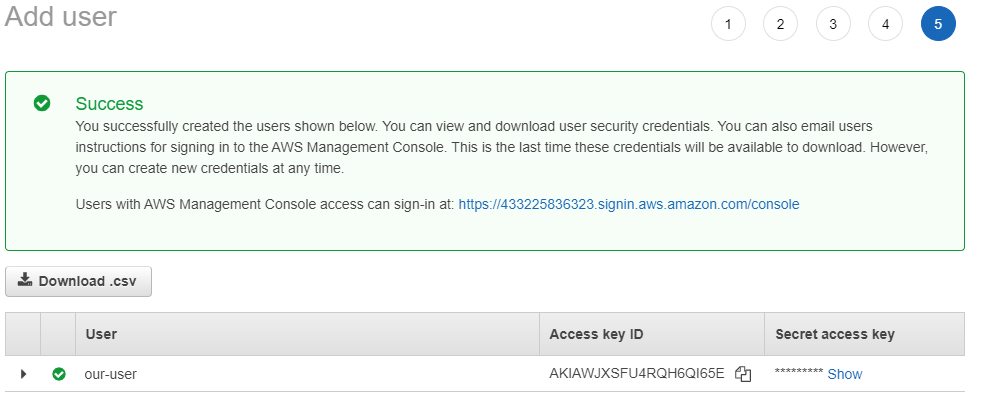 Add user
1 2 3 4 5
Success
You successfully created the users shown below. You can view and download user security credentials. You can also email users
instructions for signing in to the AWS Management Console. This is the last time these credentials will be available to download. However,
you can create new credentials at any time.
Users with AWS Management Console access can sign-in at: https://433225836323.signin.aws.amazon.com/console
Download .csv
User Access key ID Secret access key
our-user AKIAWJXSFU4RQH6QI65E ********* Show